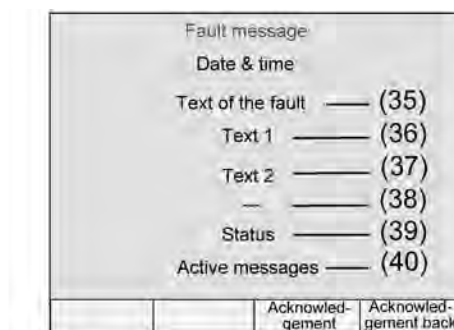 Fault message
Date & time
Text of the fault (35)
Text 1 (36)
Text 2 (37)
– (38)
Status (39)
Active messages (40)
Acknowled- Acknowled-
gement gement back